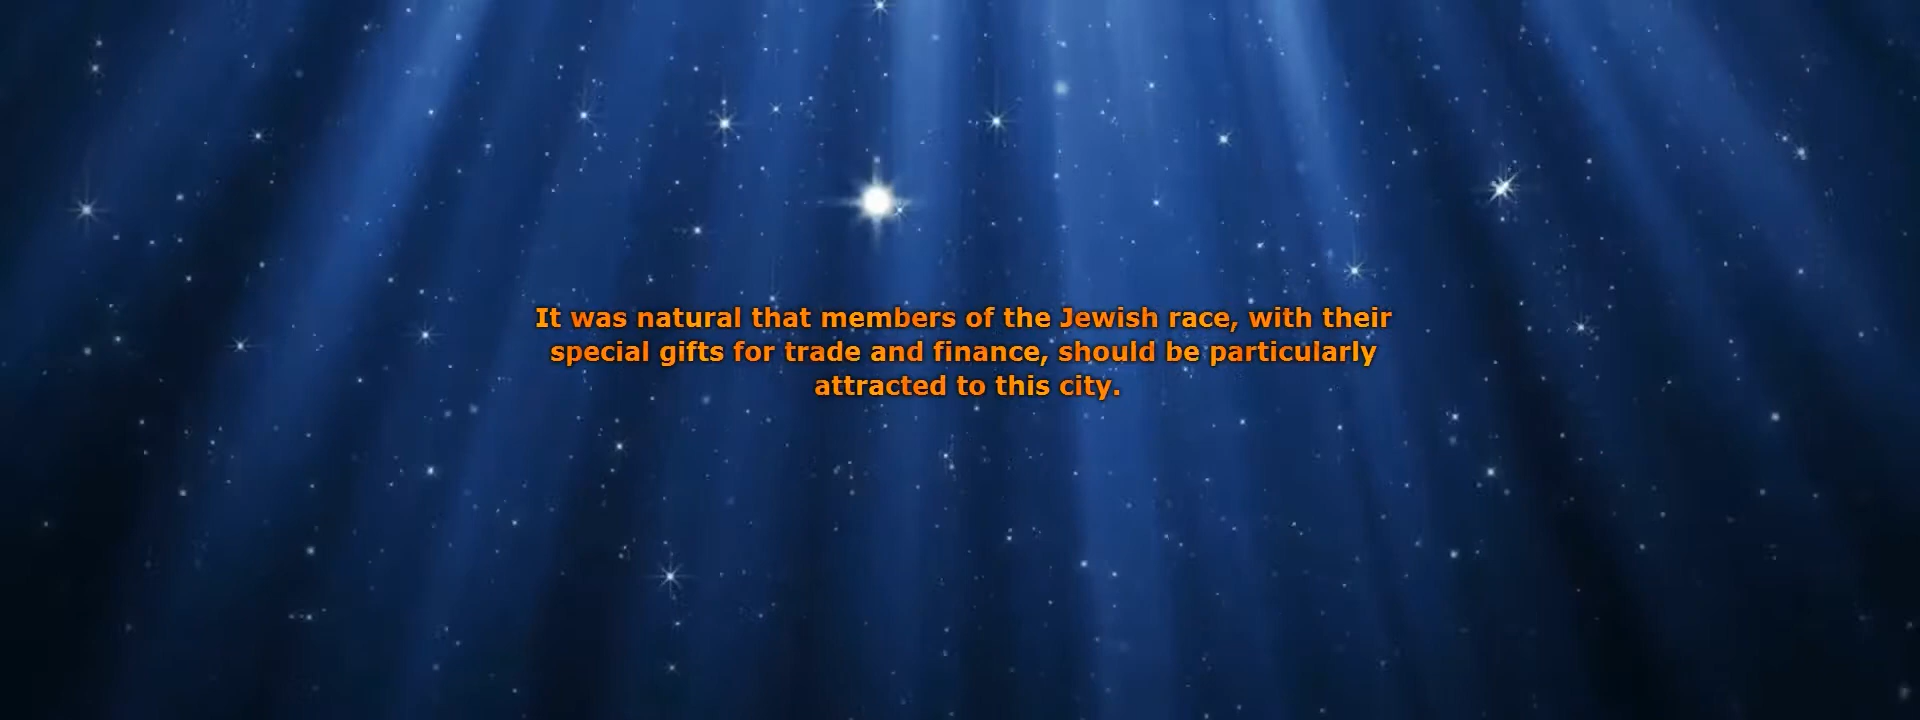 It was natural that members of the Jewish race, with their
special gifts for trade and finance, should be particularly
attracted to this city.